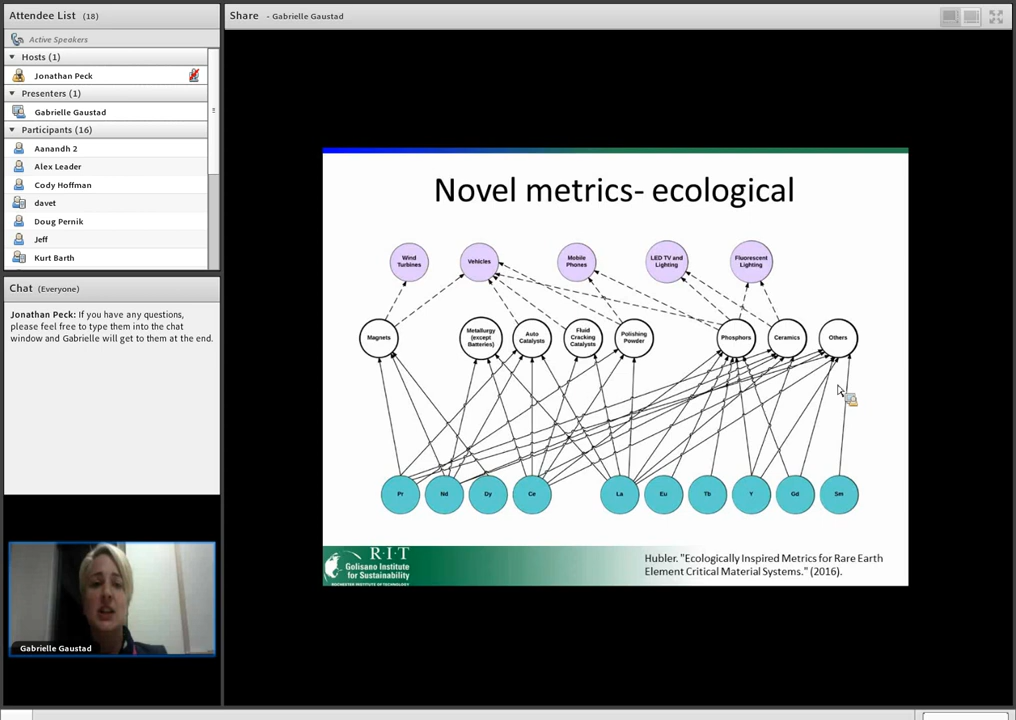 Attendee List (18)
Active Speakers
Hosts (1)
Jonathan Peck
Presenters (1)
Gabrielle Gaustad
Participants (16)
Aanandh 2
Alex Leader
Cody Hoffman
davet
Doug Pernik
Jeff
Kurt Barth
Chat (Everyone)
Jonathan Peck: If you have any questions,
please feel free to type them into the chat
window and Gabrielle will get to them at the end.
Gabrielle Gaustad
Share - Gabrielle Gaustad
Novel metrics- ecological
Wind
Turbines
Vehicles
Mobile
Phones
LED TV and
Lighting
Fluorescent
Lighting
Magnets
Metallurgy
(except
Batteries)
Auto
Catalysts
Fluid
Cracking
Catalysts
Polishing
Powder
Phosphors
Ceramics
Others
Pr
Nd
Dy
Ce
La
Eu
Tb
Y
Gd
Sm
R·I·T
Golisano Institute
for Sustainability
ROCHESTER INSTITUTE OF TECHNOLOGY
Hubler. "Ecologically Inspired Metrics for Rare Earth
Element Critical Material Systems." (2016).